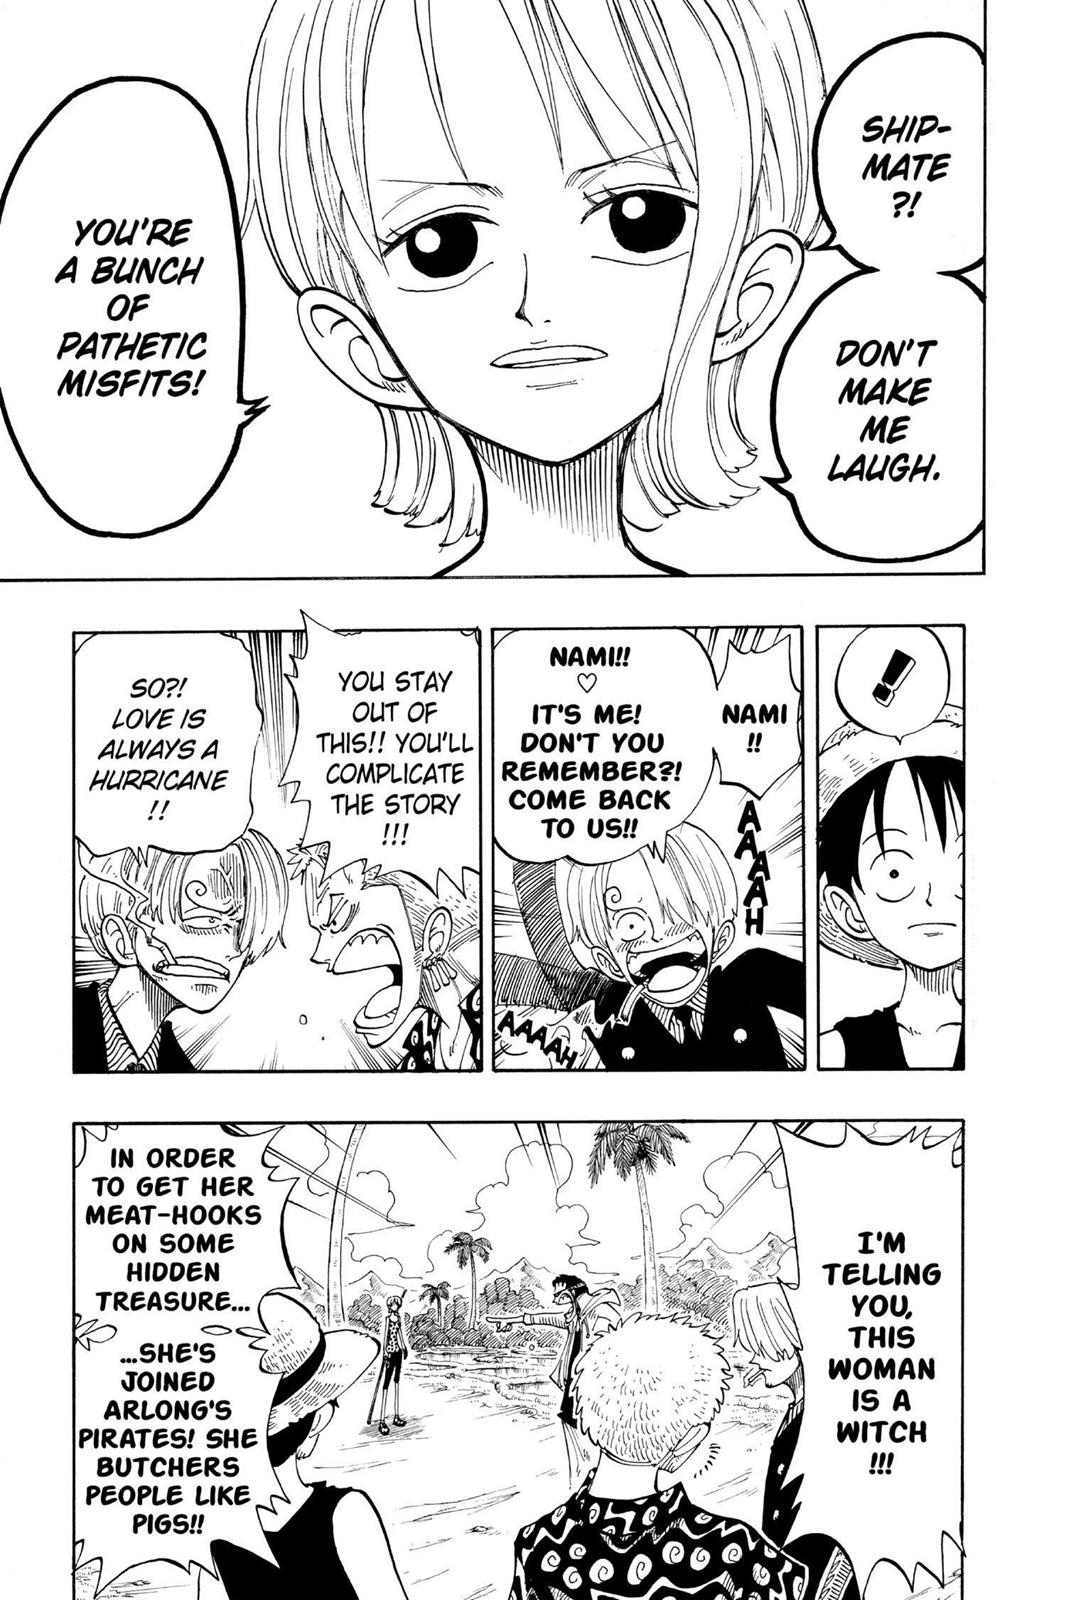 SHIP-
MATE
?!
DON'T
MAKE
ME
LAUGH.
YOU'RE
A BUNCH
OF
PATHETIC
MISFITS!
!
NAMI
!!
NAMI!!
♡
IT'S ME!
DON'T YOU
REMEMBER?!
COME BACK
TO US!!
AAAAH
AAAAH
YOU STAY
OUT OF
THIS!! YOU'LL
COMPLICATE
THE STORY
!!!
SO?!
LOVE IS
ALWAYS A
HURRICANE
!!
I'M
TELLING
YOU,
THIS
WOMAN
IS A
WITCH
!!!
IN ORDER
TO GET HER
MEAT-HOOKS
ON SOME
HIDDEN
TREASURE...
...SHE'S
JOINED
ARLONG'S
PIRATES! SHE
BUTCHERS
PEOPLE LIKE
PIGS!!